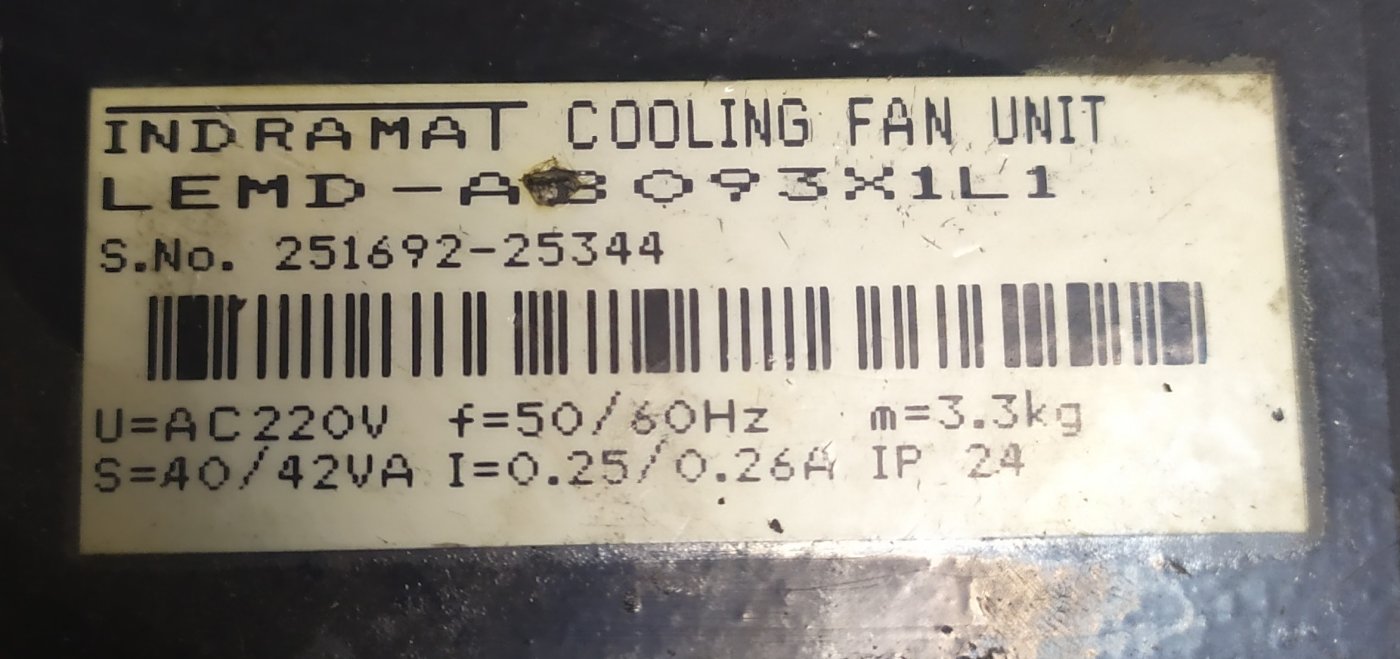 INDRAMAT COOLING FAN UNIT
S.No. 251692-25344
U=AC220V f=50/60Hz m=3.3kg
S=40/42VA I=0.25/0.26A IP 24